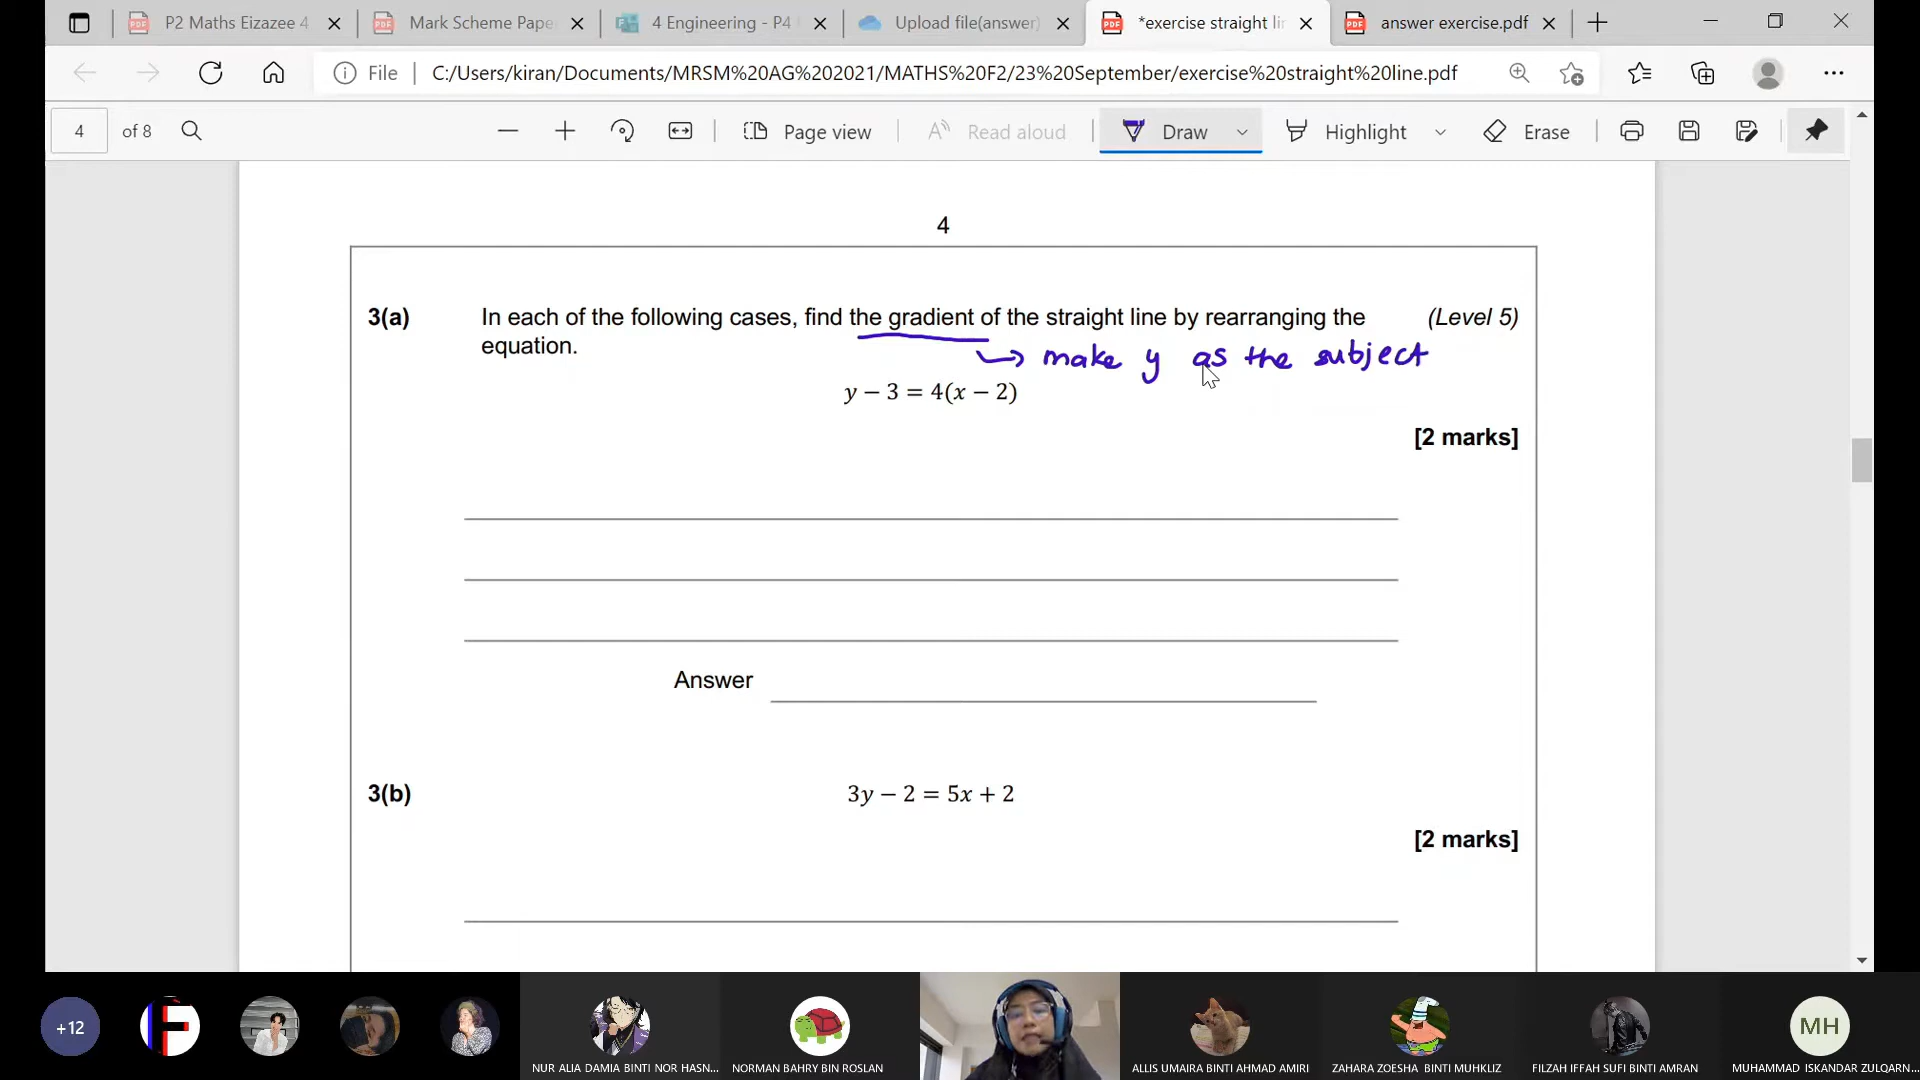 P2 Maths Eizazee 4
Mark Scheme Pape
4 Engineering - P4
Upload file(answer)
*exercise straight li
answer exercise.pdf
File
C:/Users/kiran/Documents/MRSM%20AG%202021/MATHS%20F2/23%20September/exercise%20straight%20line.pdf
4 of 8
Page view
Read aloud
Draw
Highlight
Erase
4
3(a) In each of the following cases, find the gradient of the straight line by rearranging the (Level 5)
equation.
make y as the subject
y − 3 = 4(x − 2)
[2 marks]
Answer
3(b) 3y − 2 = 5x + 2
[2 marks]
+12
F
MH
NUR ALIA DAMIA BINTI NOR HASN...
NORMAN BAHRY BIN ROSLAN
ALLIS UMAIRA BINTI AHMAD AMIRI
ZAHARA ZOESHA BINTI MUHKLIZ
FILZAH IFFAH SUFI BINTI AMRAN
MUHAMMAD ISKANDAR ZULQARN...